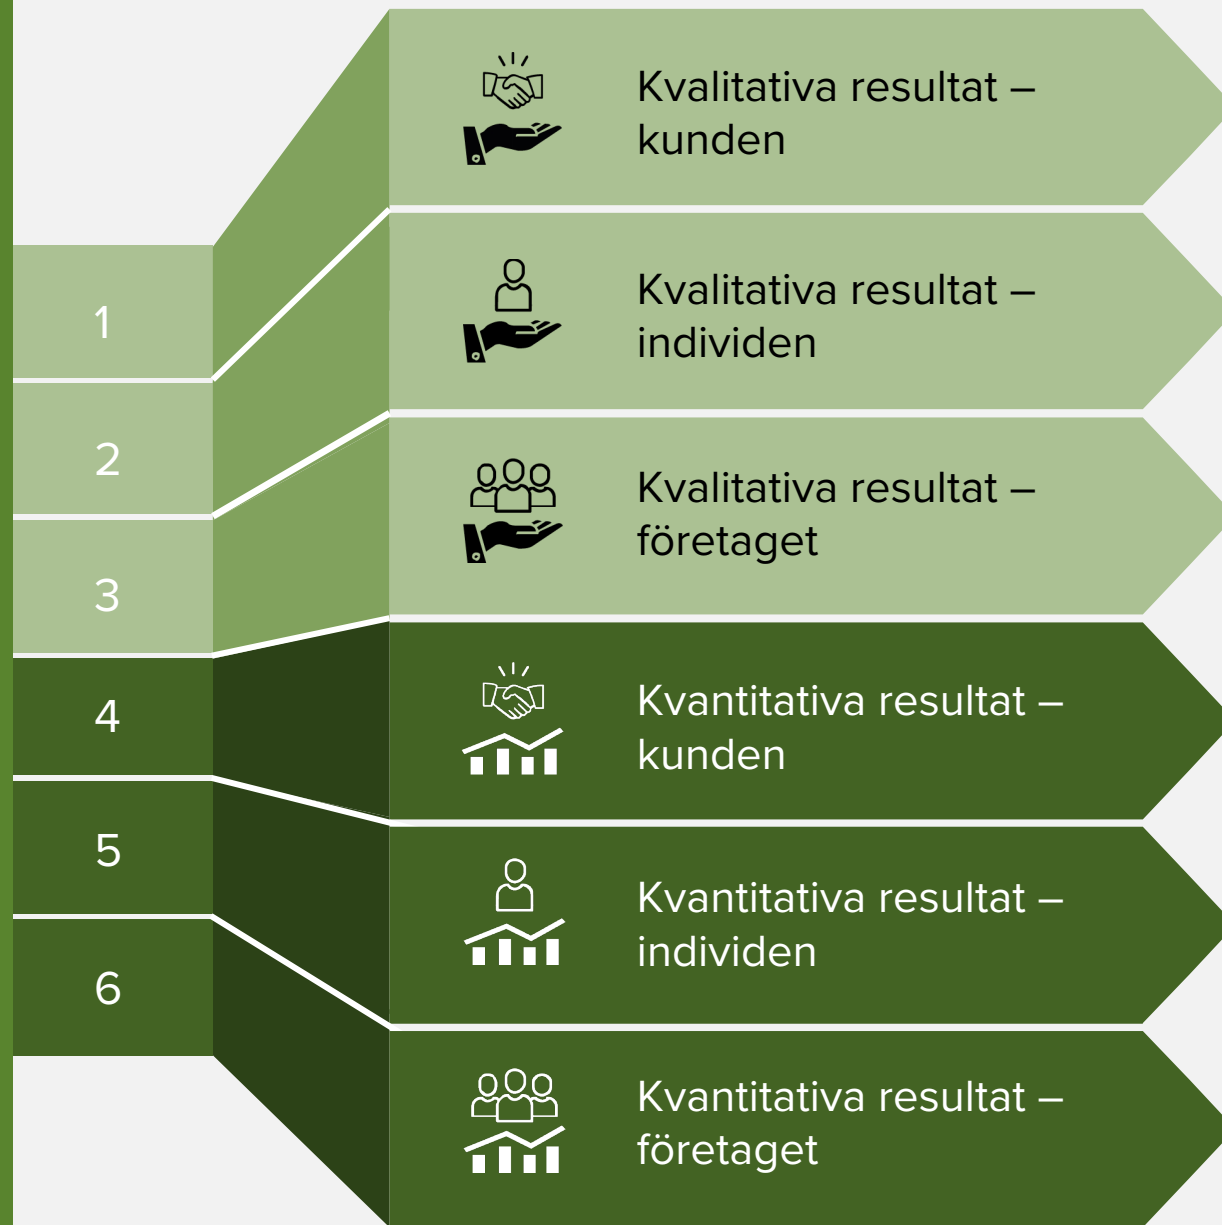 1
Kvalitativa resultat –
kunden
2
Kvalitativa resultat –
individen
3
Kvalitativa resultat –
företaget
4
Kvantitativa resultat –
kunden
5
Kvantitativa resultat –
individen
6
Kvantitativa resultat –
företaget